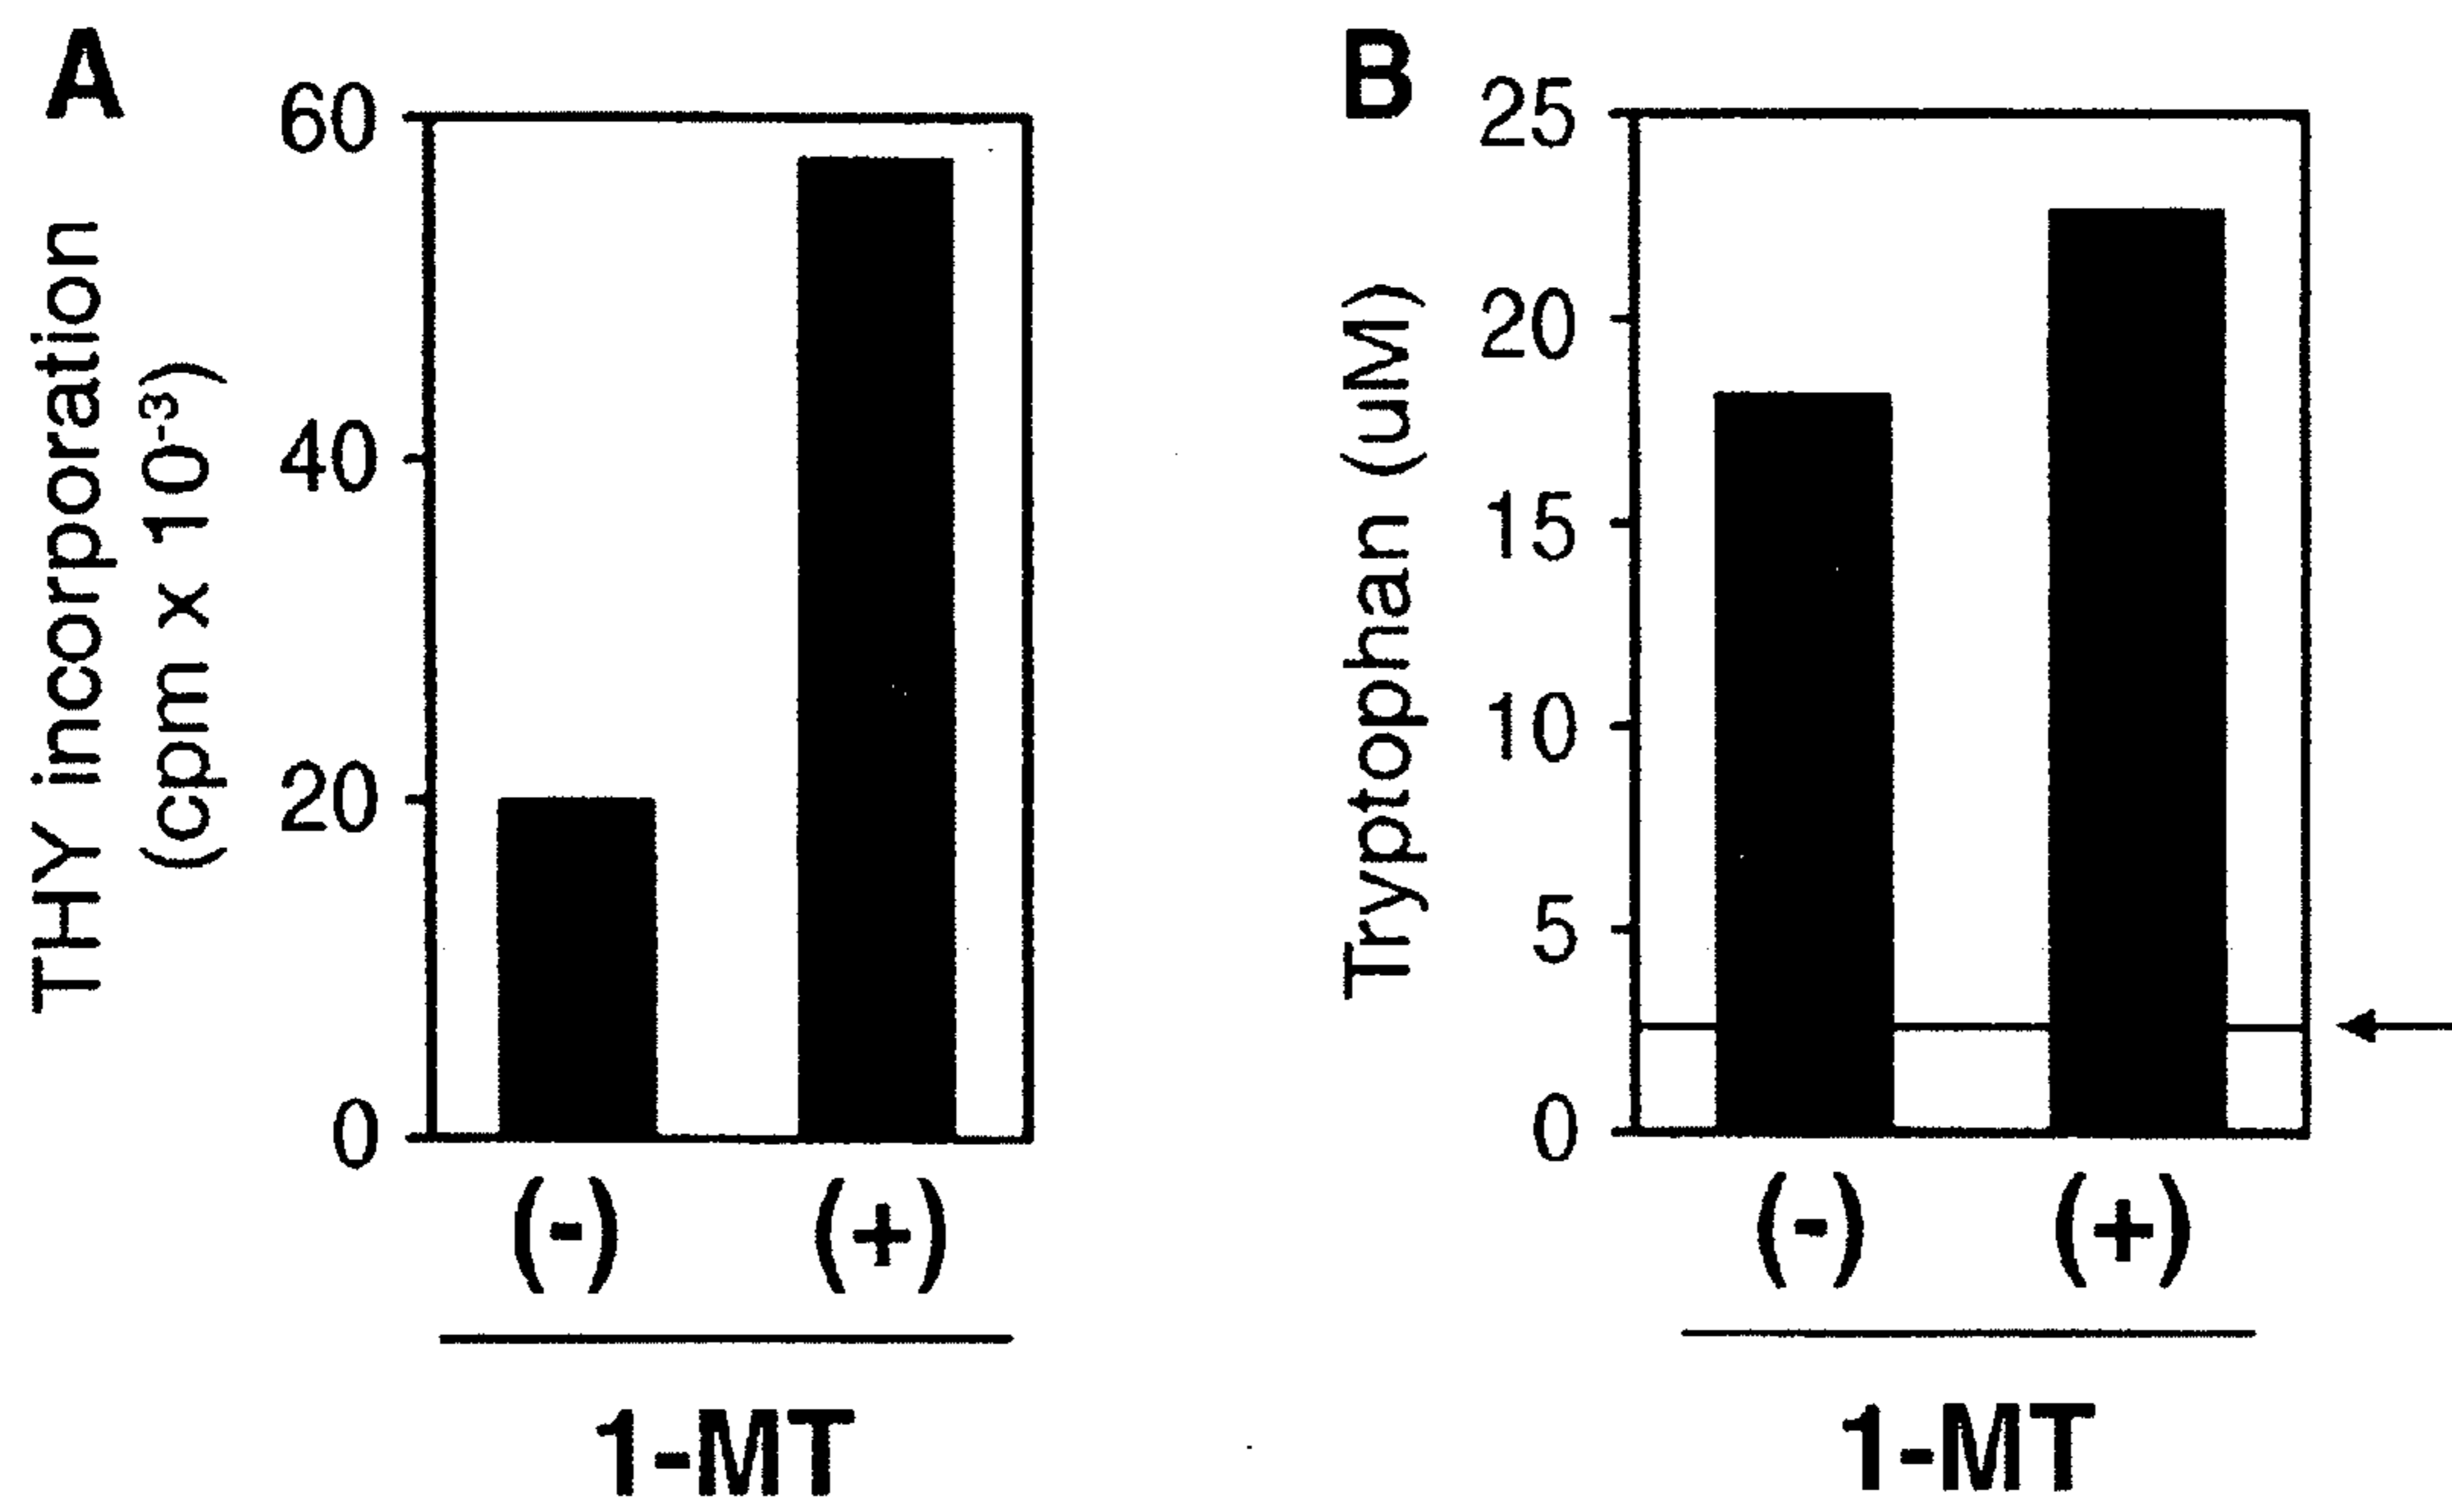 A
THY incorporation
(cpm x 10⁻³)
60
40
20
0
(-) (+)
1-MT
B
Tryptophan (uM)
25
20
15
10
5
0
(-) (+)
1-MT